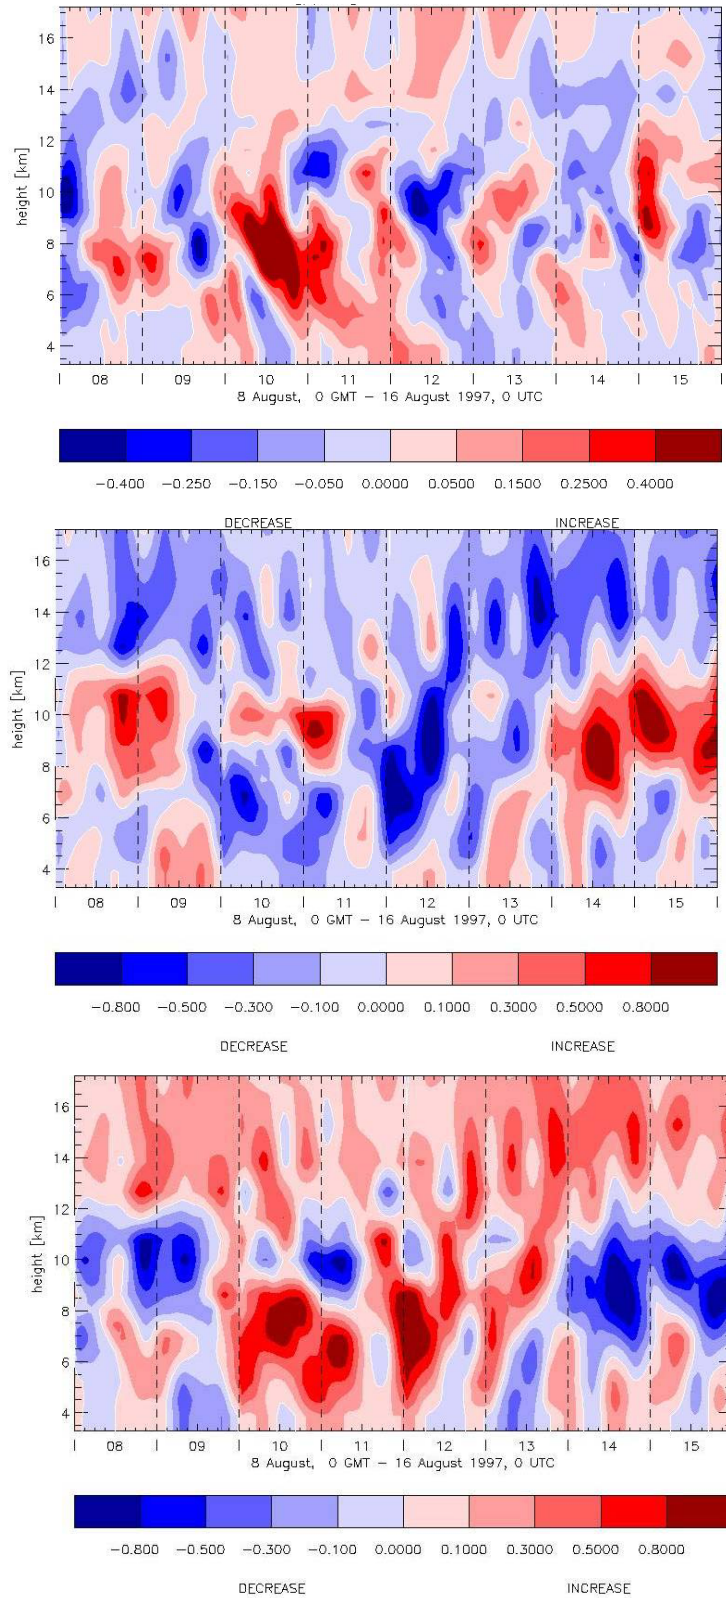 16
14
12
10
8
6
4
height [km]
08 09 10 11 12 13 14 15
8 August, 0 GMT – 16 August 1997, 0 UTC
−0.400 −0.250 −0.150 −0.050 0.0000 0.0500 0.1500 0.2500 0.4000
DECREASE INCREASE
16
14
12
10
8
6
4
height [km]
08 09 10 11 12 13 14 15
8 August, 0 GMT – 16 August 1997, 0 UTC
−0.800 −0.500 −0.300 −0.100 0.0000 0.1000 0.3000 0.5000 0.8000
DECREASE INCREASE
16
14
12
10
8
6
4
height [km]
08 09 10 11 12 13 14 15
8 August, 0 GMT – 16 August 1997, 0 UTC
−0.800 −0.500 −0.300 −0.100 0.0000 0.1000 0.3000 0.5000 0.8000
DECREASE INCREASE